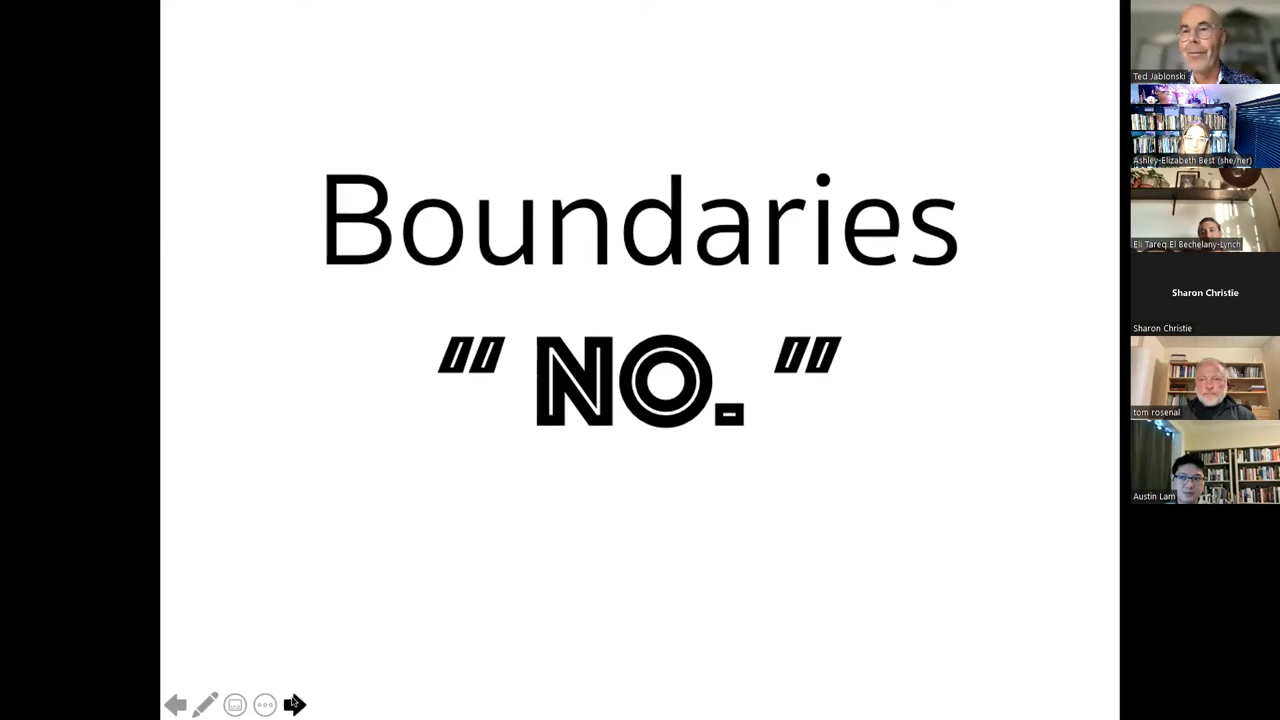 Boundaries
" NO. "
Ted Jablonski
Ashley-Elizabeth Best (she/her)
Eli Tareq El Bechelany-Lynch
Sharon Christie
Sharon Christie
tom rosenal
Austin Lam